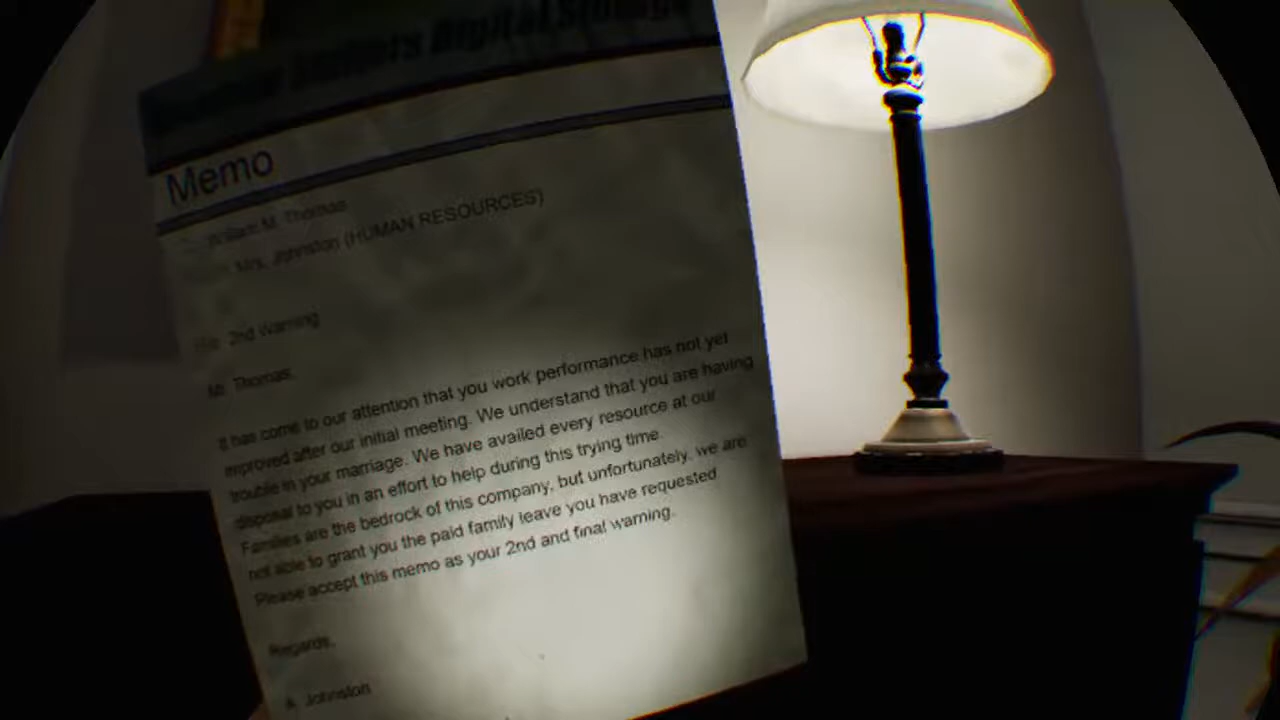 Digital Storage
Memo
William M. Thomas
Mrs. Johnston (HUMAN RESOURCES)
Re: 2nd Warning
Mr. Thomas,
It has come to our attention that you work performance has not yet
improved after our initial meeting. We understand that you are having
trouble in your marriage. We have availed every resource at our
disposal to you in an effort to help during this trying time.
Families are the bedrock of this company, but unfortunately, we are
not able to grant you the paid family leave you have requested
Please accept this memo as your 2nd and final warning.
Regards,
A. Johnston